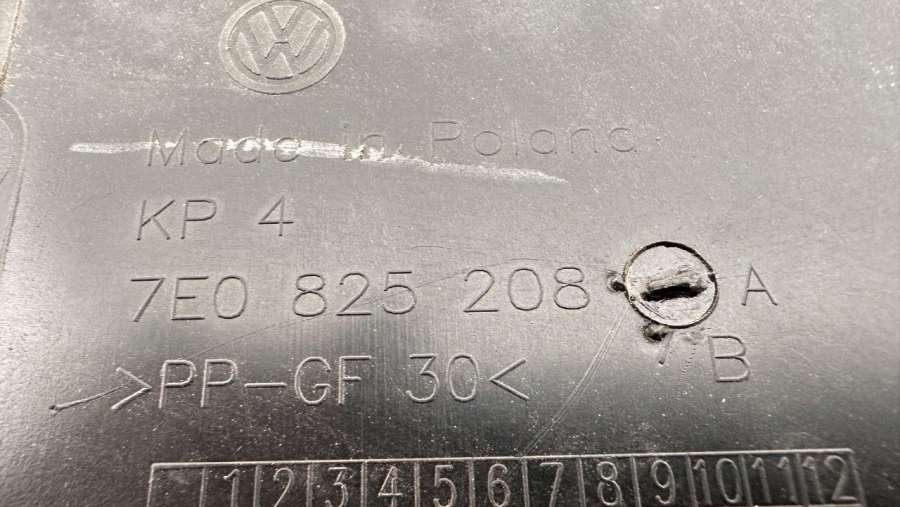 VW
Made in Poland
KP 4
7E0 825 208 A
B
>PP-GF 30<
1 2 3 4 5 6 7 8 9 10 11 12